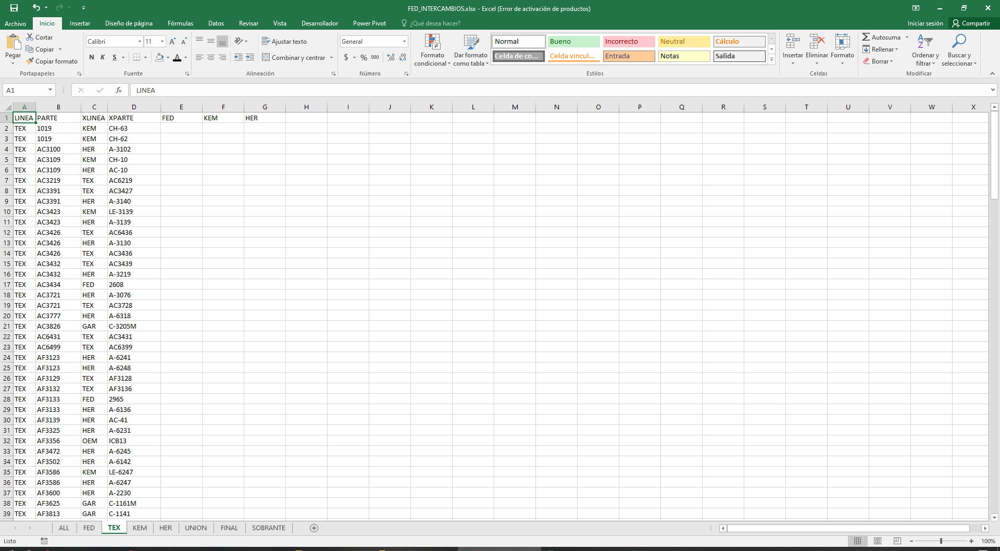 FED_INTERCAMBIOS.xlsx - Excel (Error de activación de productos)
Archivo Inicio Insertar Diseño de página Fórmulas Datos Revisar Vista Desarrollador Power Pivot ¿Qué desea hacer? Iniciar sesión Compartir
Pegar Cortar Copiar Copiar formato
Portapapeles
Calibri 11
N K S A
Fuente
Ajustar texto
Combinar y centrar
Alineación
General
$ % 000
Número
Formato condicional
Dar formato como tabla
Normal Bueno Incorrecto Neutral Cálculo
Celda de co... Celda vincul... Entrada Notas Salida
Estilos
Insertar Eliminar Formato
Celdas
Autosuma
Rellenar
Borrar
Ordenar y filtrar
Buscar y seleccionar
Modificar
A1 fx LINEA
A B C D E F G H I J K L M N O P Q R S T U V W X
1 LINEA PARTE XLINEA XPARTE FED KEM HER
2 TEX 1019 KEM CH-63
3 TEX 1019 KEM CH-62
4 TEX AC3100 HER A-3102
5 TEX AC3109 KEM CH-10
6 TEX AC3109 HER AC-10
7 TEX AC3219 TEX AC6219
8 TEX AC3391 TEX AC3427
9 TEX AC3391 HER A-3140
10 TEX AC3423 KEM LE-3139
11 TEX AC3423 HER A-3139
12 TEX AC3426 TEX AC6436
13 TEX AC3426 HER A-3130
14 TEX AC3426 TEX AC3436
15 TEX AC3432 TEX AC3439
16 TEX AC3432 HER A-3219
17 TEX AC3434 FED 2608
18 TEX AC3721 HER A-3076
19 TEX AC3721 TEX AC3728
20 TEX AC3777 HER A-6318
21 TEX AC3826 GAR C-3205M
22 TEX AC6431 TEX AC3431
23 TEX AC6499 TEX AC6399
24 TEX AF3123 HER A-6241
25 TEX AF3123 HER A-6248
26 TEX AF3129 TEX AF3128
27 TEX AF3132 TEX AF3136
28 TEX AF3133 FED 2965
29 TEX AF3133 HER A-6136
30 TEX AF3139 HER AC-41
31 TEX AF3325 HER A-6231
32 TEX AF3356 OEM ICB13
33 TEX AF3472 HER A-6245
34 TEX AF3502 HER A-6142
35 TEX AF3586 KEM LE-6247
36 TEX AF3586 HER A-6247
37 TEX AF3600 HER A-2230
38 TEX AF3625 GAR C-1161M
39 TEX AF3813 GAR C-1141
ALL FED TEX KEM HER UNION FINAL SOBRANTE
Listo 100%